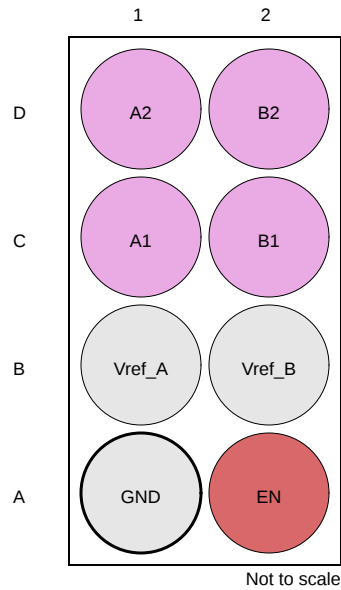 1 2
D A2 B2
C A1 B1
B Vref_A Vref_B
A GND EN
Not to scale